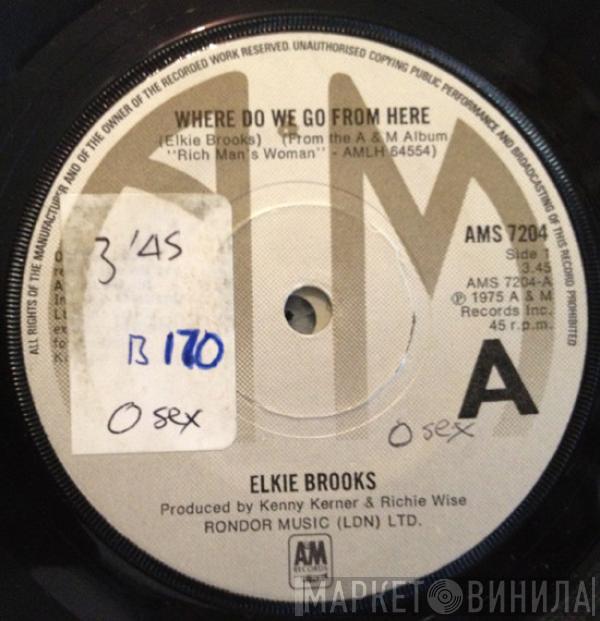 ALL RIGHTS OF THE MANUFACTURER AND OF THE OWNER OF THE RECORDED WORK RESERVED. UNAUTHORISED COPYING PUBLIC PERFORMANCE AND BROADCASTING OF THIS RECORD PROHIBITED
WHERE DO WE GO FROM HERE
(Elkie Brooks) (From the A & M Album
"Rich Man's Woman" - AMLH 64554)
A&M
AMS 7204
Side 1
3.45
AMS 7204-A
℗ 1975 A & M
Records Inc.
45 r.p.m.
A
3'45
B 170
O sex
O sex
ELKIE BROOKS
Produced by Kenny Kerner & Richie Wise
RONDOR MUSIC (LDN) LTD.
A&M
RECORDS
МАРКЕТ ВИНИЛА